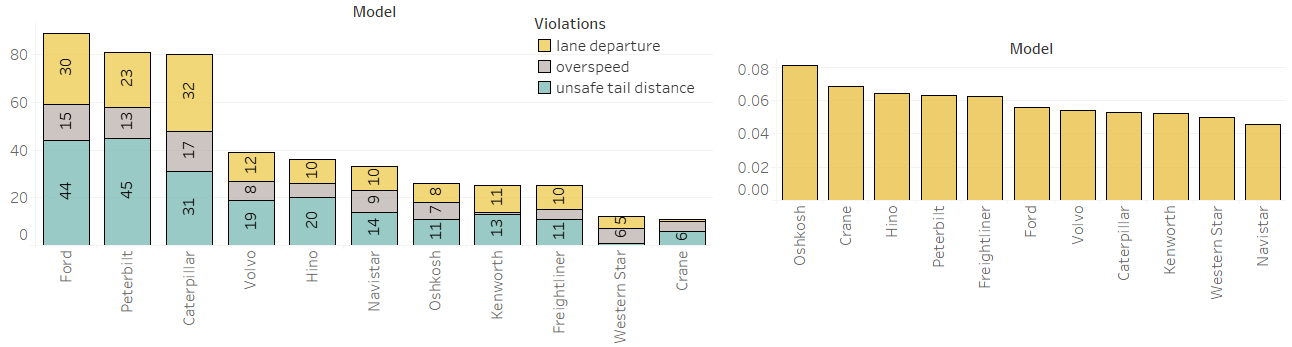 Model
Violations
lane departure
overspeed
unsafe tail distance
80
60
40
20
0
30
15
44
23
13
45
32
17
31
12
8
19
10
20
10
9
14
8
7
11
11
13
10
11
5
6
6
Ford
Peterbilt
Caterpillar
Volvo
Hino
Navistar
Oshkosh
Kenworth
Freightliner
Western Star
Crane
Model
0.08
0.06
0.04
0.02
0.00
Oshkosh
Crane
Hino
Peterbilt
Freightliner
Ford
Volvo
Caterpillar
Kenworth
Western Star
Navistar